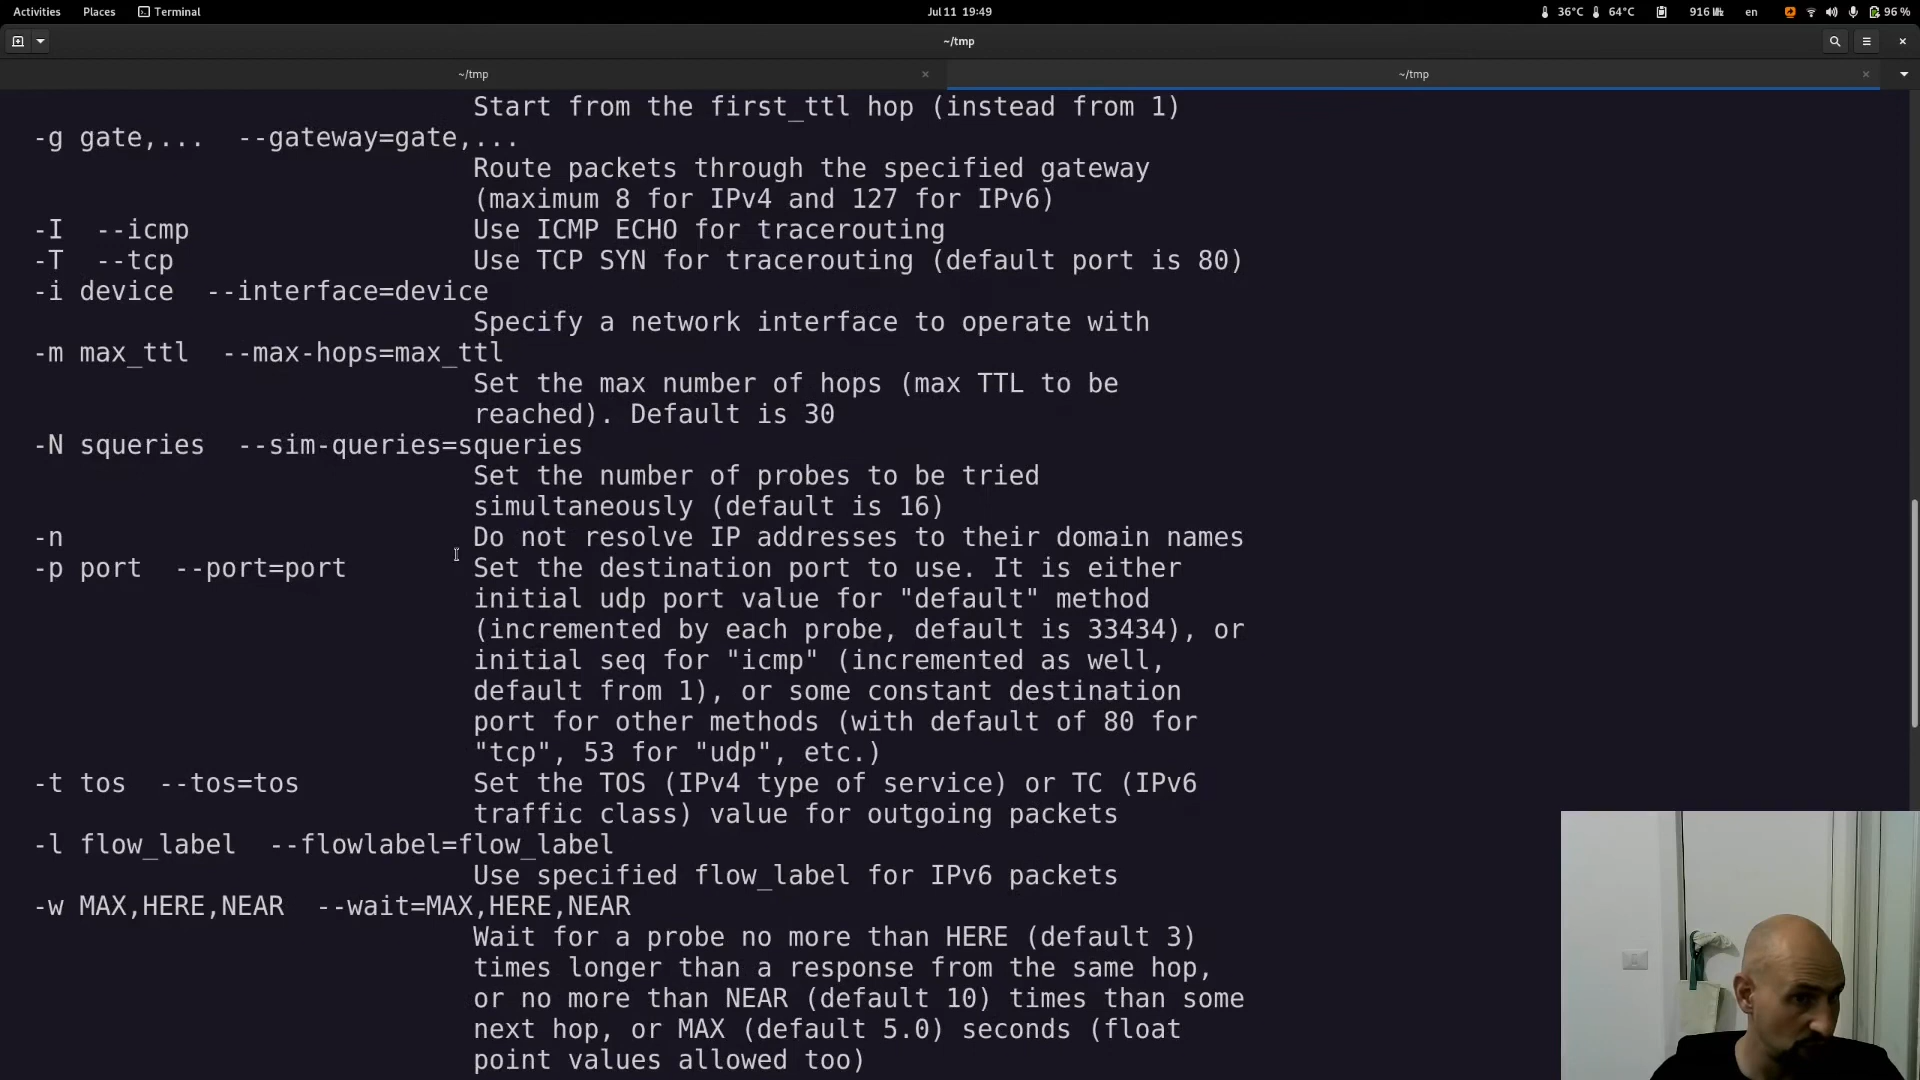 Activities Places Terminal Jul 11 19:49 36°C 64°C 916 MHz en 96 %
~/tmp
~/tmp ~/tmp
Start from the first_ttl hop (instead from 1)
-g gate,...  --gateway=gate,...
Route packets through the specified gateway
(maximum 8 for IPv4 and 127 for IPv6)
-I  --icmp Use ICMP ECHO for tracerouting
-T  --tcp Use TCP SYN for tracerouting (default port is 80)
-i device  --interface=device
Specify a network interface to operate with
-m max_ttl  --max-hops=max_ttl
Set the max number of hops (max TTL to be
reached). Default is 30
-N squeries  --sim-queries=squeries
Set the number of probes to be tried
simultaneously (default is 16)
-n Do not resolve IP addresses to their domain names
-p port  --port=port Set the destination port to use. It is either
initial udp port value for "default" method
(incremented by each probe, default is 33434), or
initial seq for "icmp" (incremented as well,
default from 1), or some constant destination
port for other methods (with default of 80 for
"tcp", 53 for "udp", etc.)
-t tos  --tos=tos Set the TOS (IPv4 type of service) or TC (IPv6
traffic class) value for outgoing packets
-l flow_label  --flowlabel=flow_label
Use specified flow_label for IPv6 packets
-w MAX,HERE,NEAR  --wait=MAX,HERE,NEAR
Wait for a probe no more than HERE (default 3)
times longer than a response from the same hop,
or no more than NEAR (default 10) times than some
next hop, or MAX (default 5.0) seconds (float
point values allowed too)